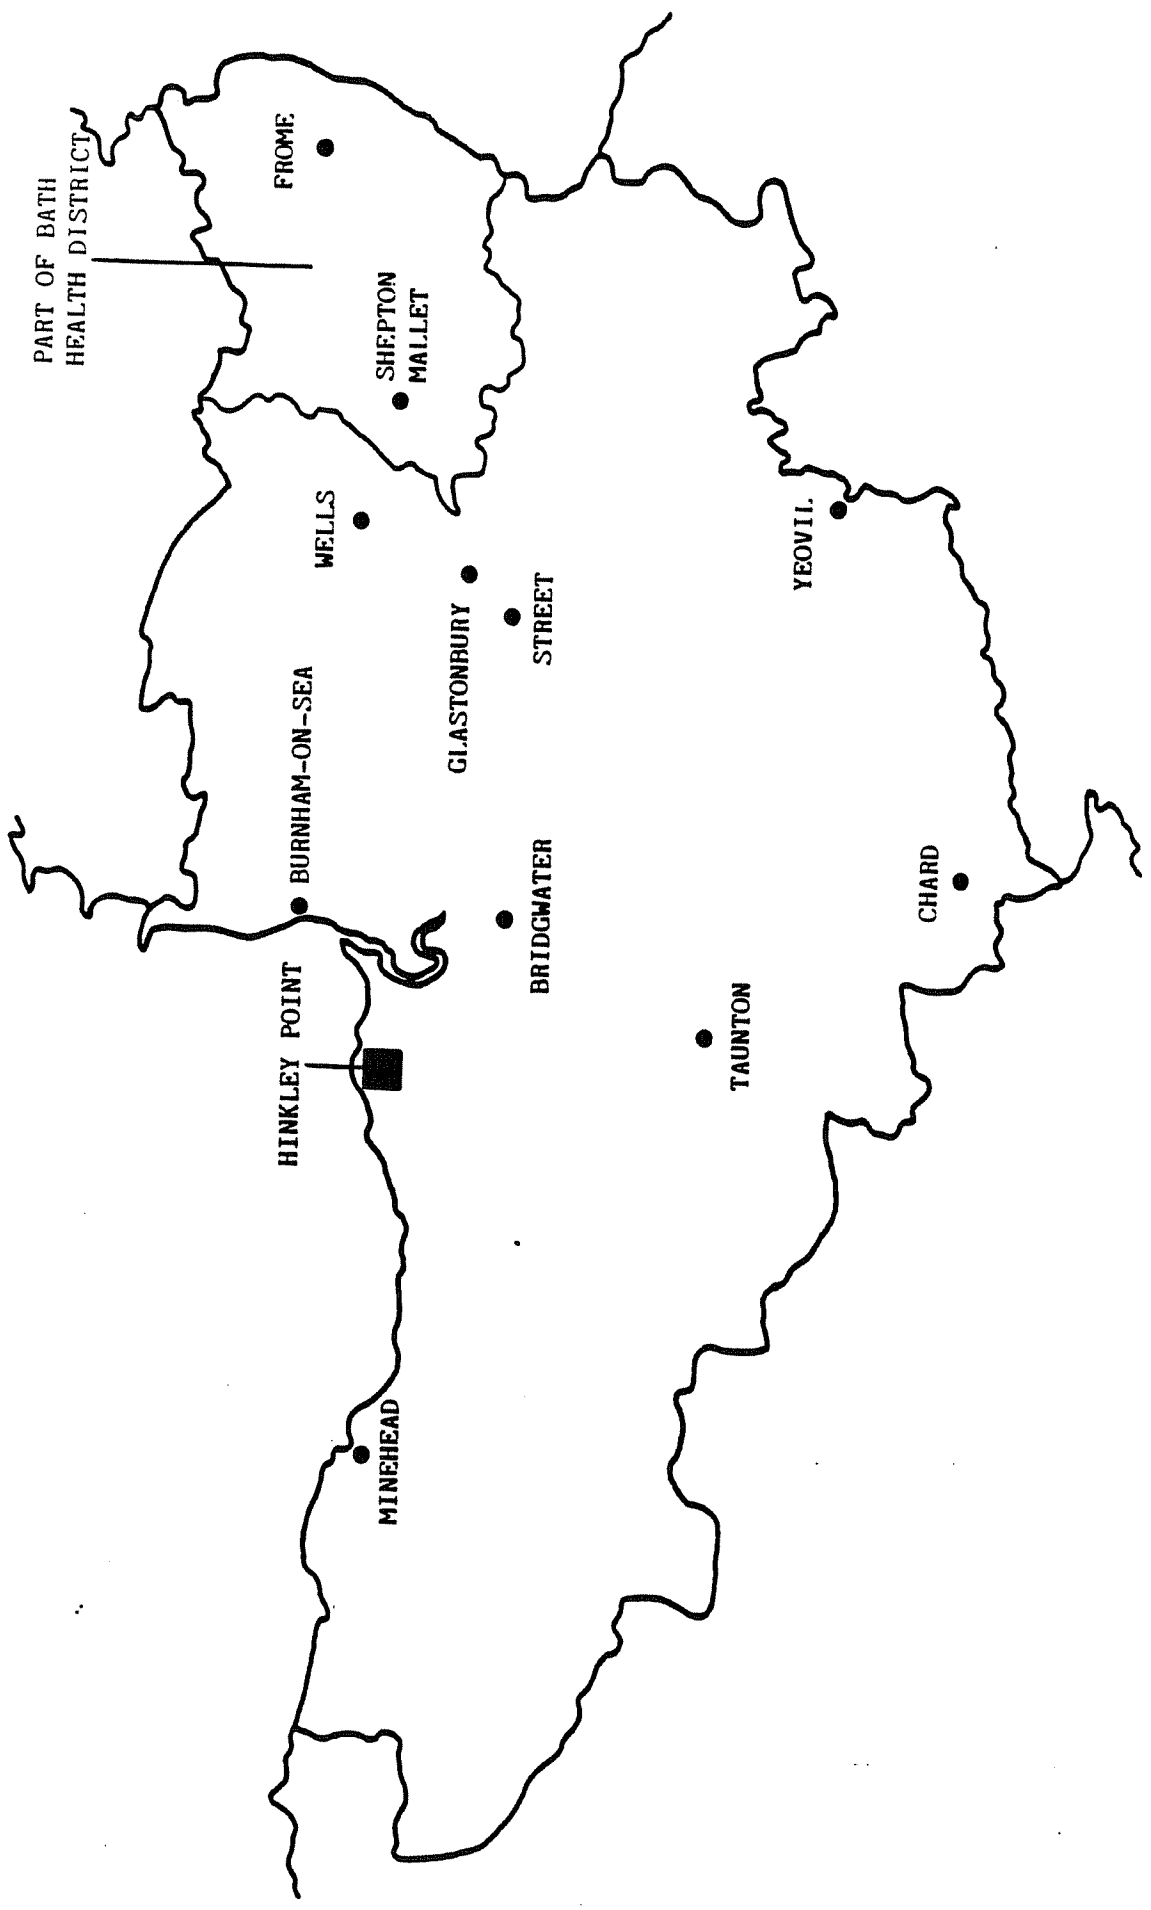 PART OF BATH
HEALTH DISTRICT
FROME
SHEPTON
MALLET
WELLS
GLASTONBURY
STREET
BURNHAM-ON-SEA
BRIDGWATER
HINKLEY POINT
MINEHEAD
TAUNTON
YEOVIL
CHARD